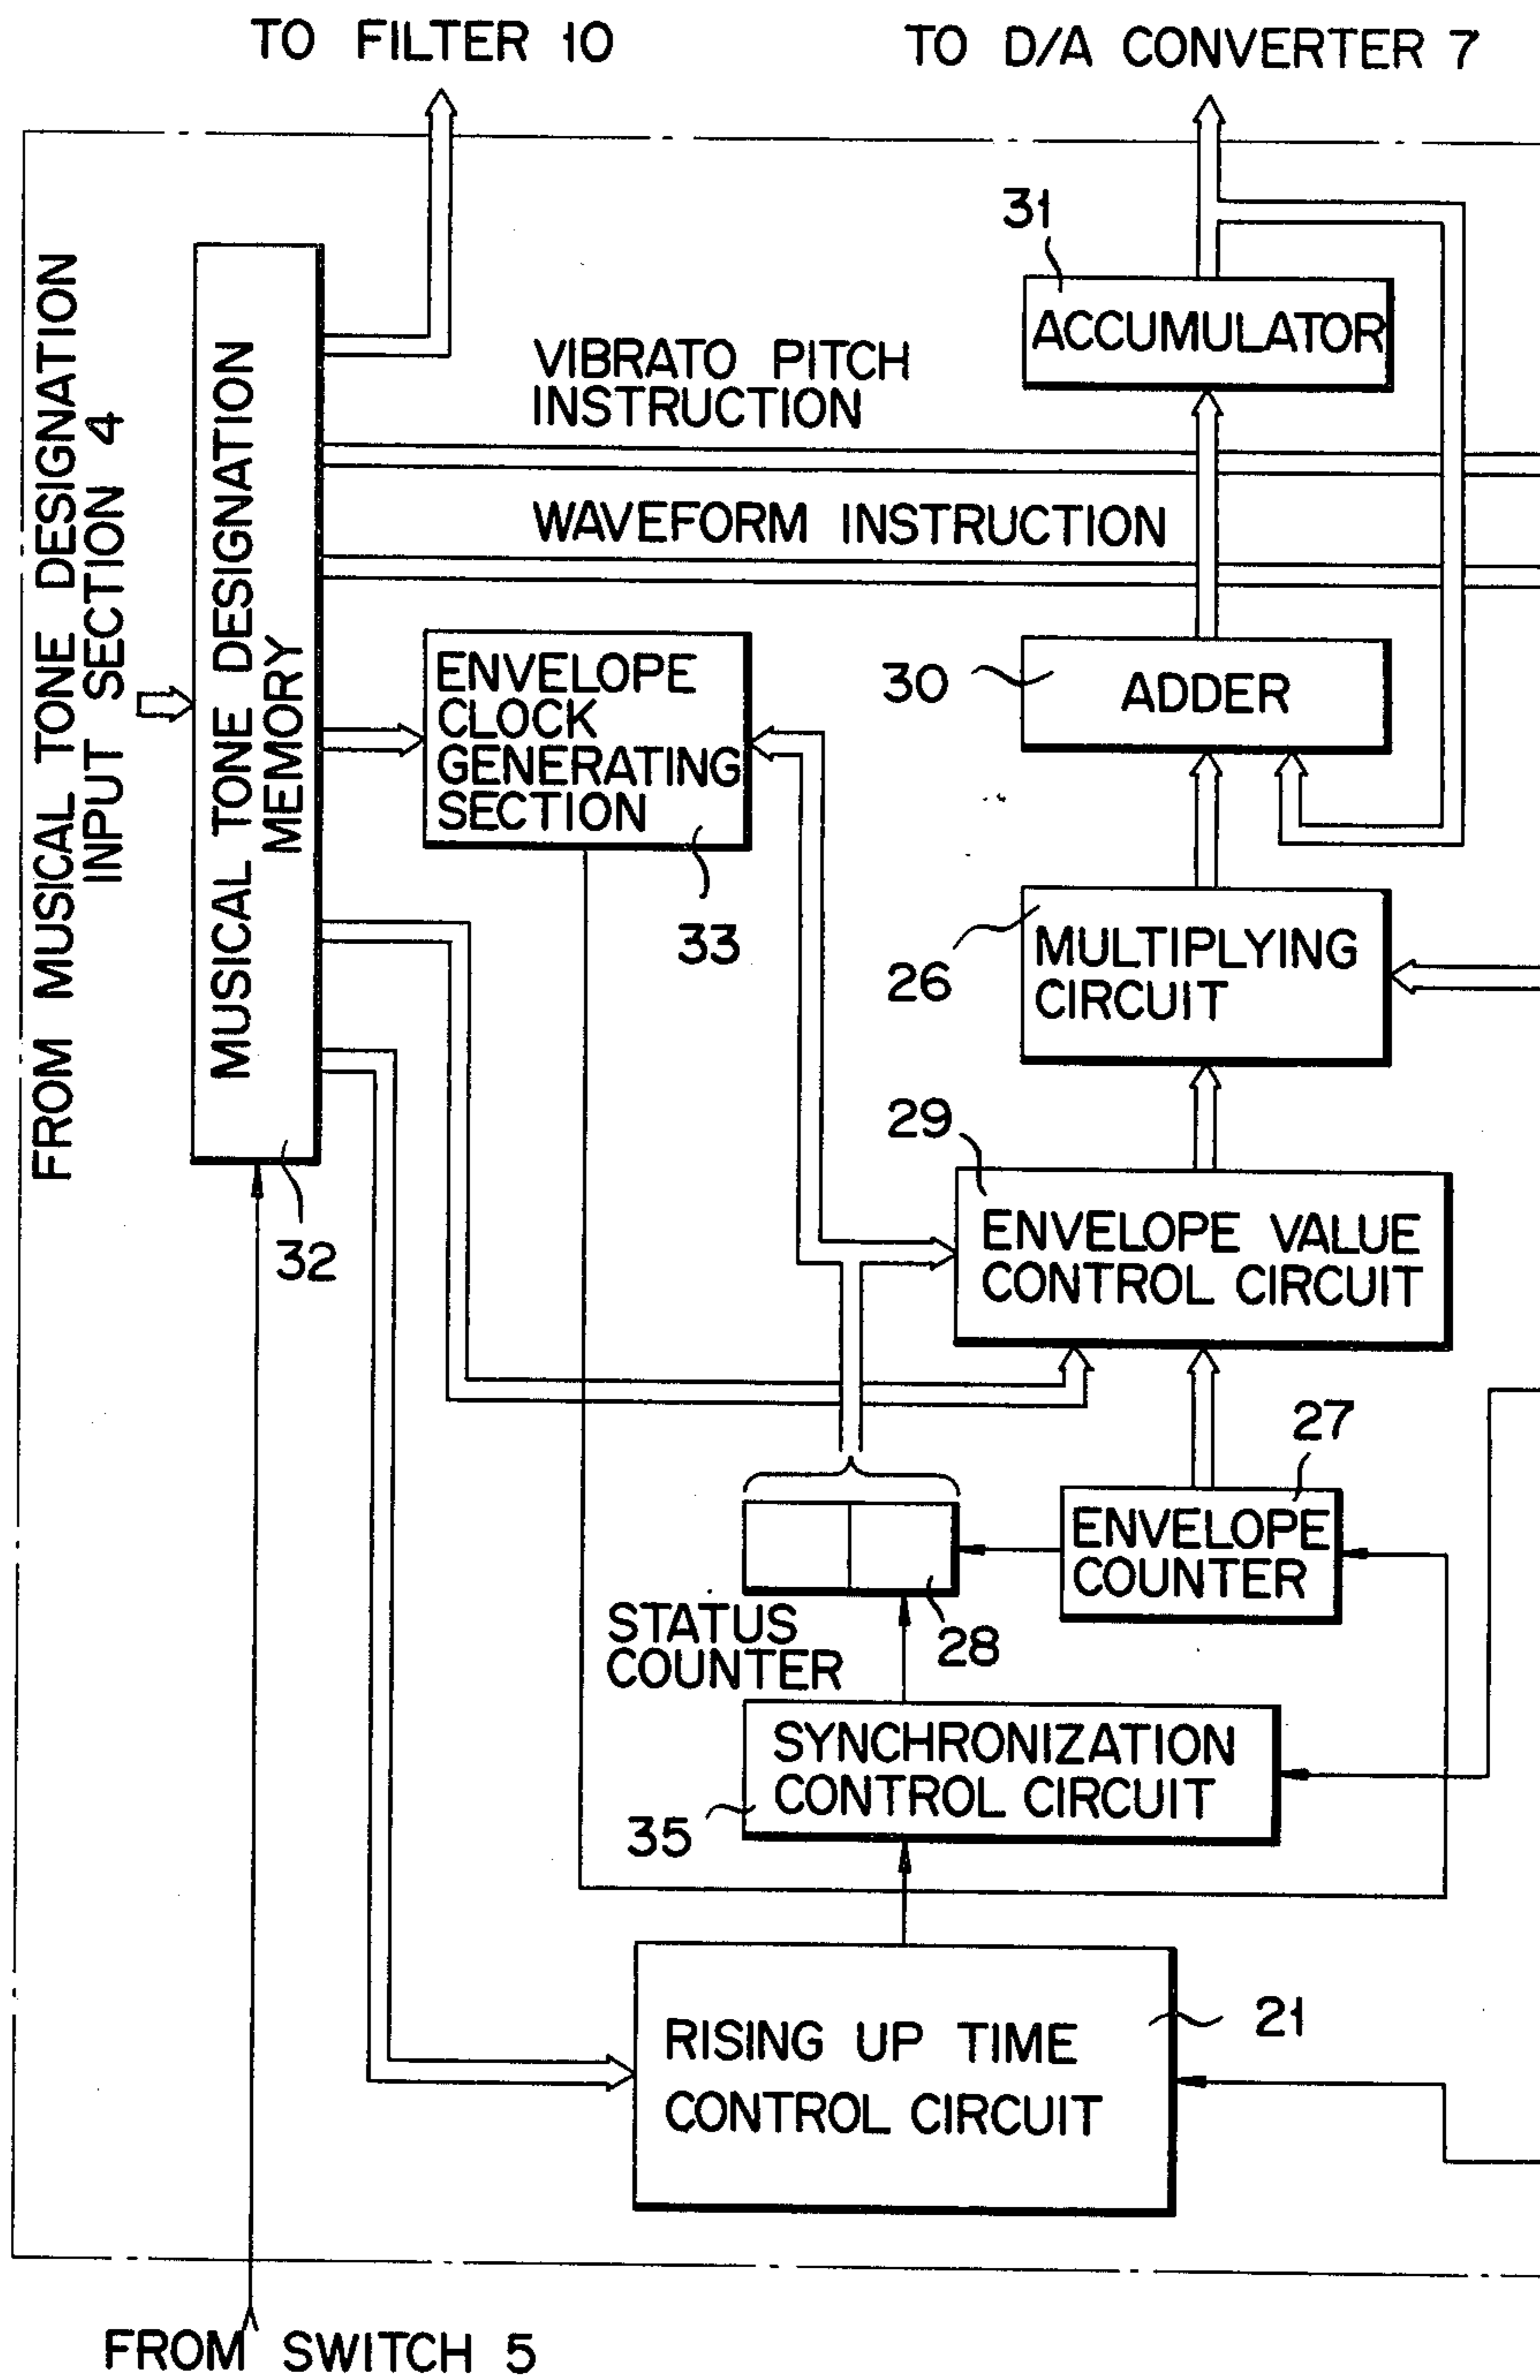 TO FILTER 10
TO D/A CONVERTER 7
31
ACCUMULATOR
FROM MUSICAL TONE DESIGNATION
INPUT SECTION 4
MUSICAL TONE DESIGNATION
MEMORY
VIBRATO PITCH
INSTRUCTION
WAVEFORM INSTRUCTION
ENVELOPE
CLOCK
GENERATING
SECTION
30
ADDER
33
26
MULTIPLYING
CIRCUIT
29
32
ENVELOPE VALUE
CONTROL CIRCUIT
27
ENVELOPE
COUNTER
STATUS
COUNTER
28
SYNCHRONIZATION
CONTROL CIRCUIT
35
21
RISING UP TIME
CONTROL CIRCUIT
FROM SWITCH 5